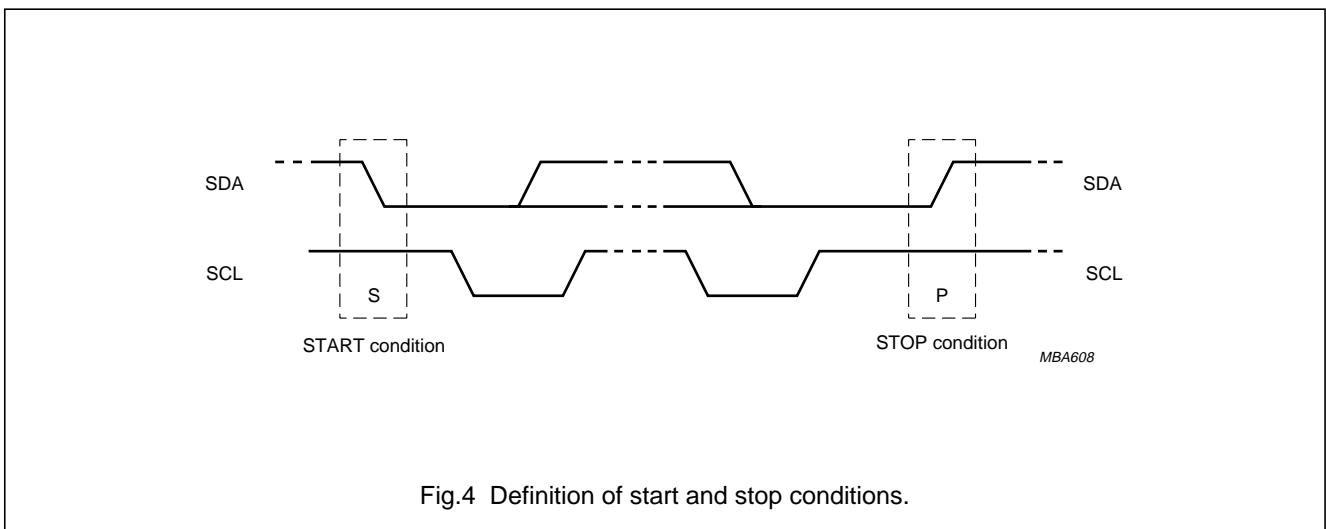 SDA SDA
SCL SCL
S P
START condition STOP condition
MBA608
Fig.4 Definition of start and stop conditions.